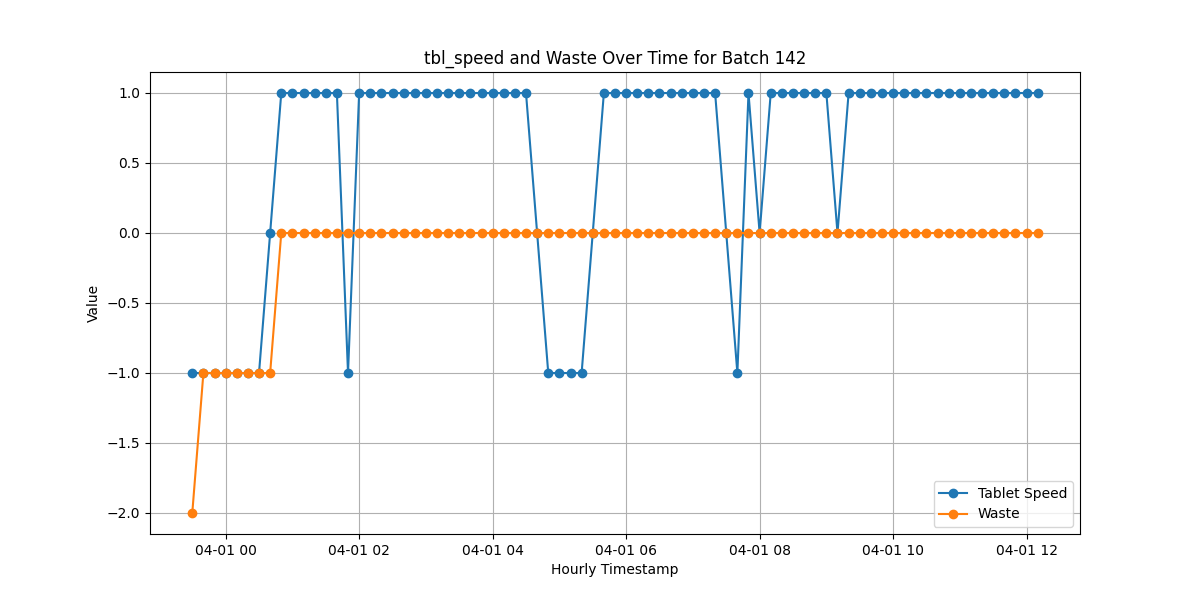 tbl_speed and Waste Over Time for Batch 142
1.0
0.5
0.0
−0.5
−1.0
−1.5
−2.0
Value
04-01 00 04-01 02 04-01 04 04-01 06 04-01 08 04-01 10 04-01 12
Hourly Timestamp
Tablet Speed
Waste